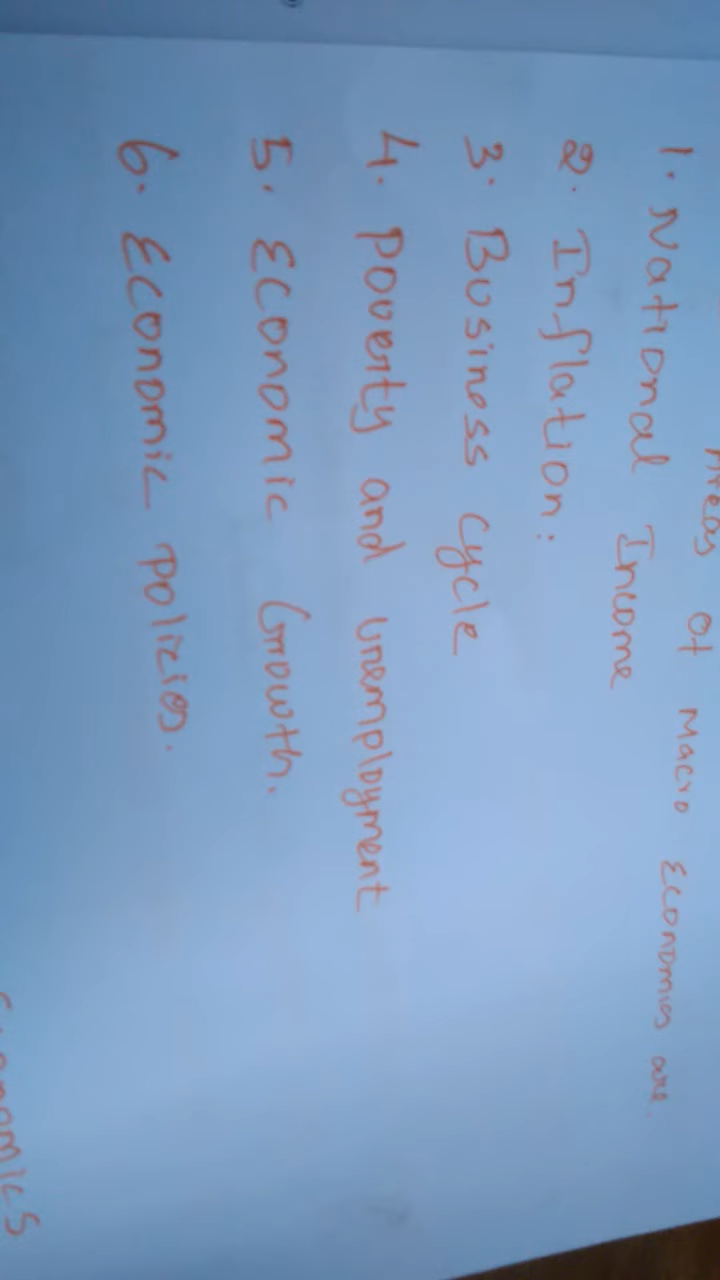 Areas of Macro Economies are.
1. National Income
2. Inflation:
3. Business cycle
4. Poverty and unemployment
5. Economic Growth.
6. Economic policies.